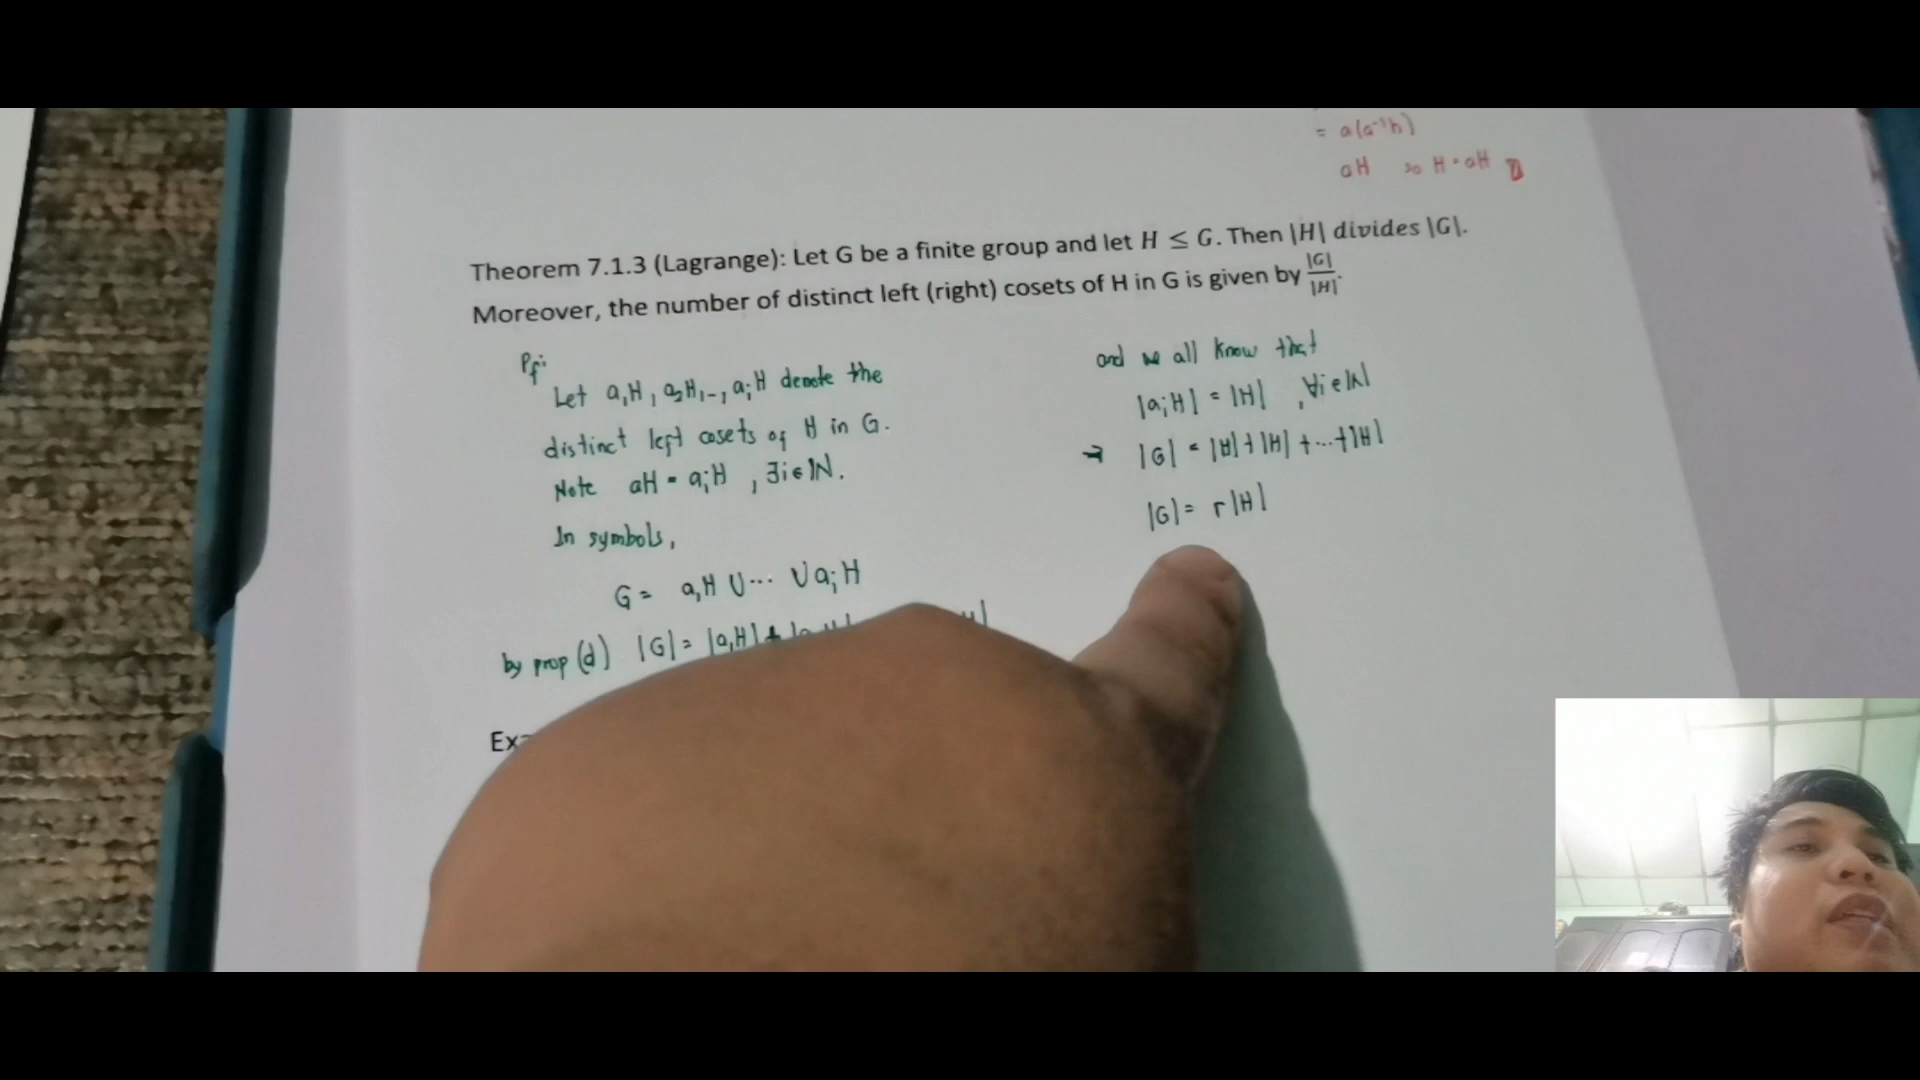 = a(a⁻¹h)
aH so H = aH
Theorem 7.1.3 (Lagrange): Let G be a finite group and let H ≤ G. Then |H| divides |G|.
Moreover, the number of distinct left (right) cosets of H in G is given by |G|/|H|.
Pf:
Let a₁H, a₂H, -, aᵢH denote the
distinct left cosets of H in G.
Note aH = aᵢH, ∃i∈ℕ.
In symbols,
G = a₁H ∪ ... ∪ aᵢH
by prop (d) |G| = |a₁H| +
Ex
and we all know that
|aᵢH| = |H|, ∀i∈ℕ
→ |G| = |H| + |H| + ... + |H|
|G| = r|H|